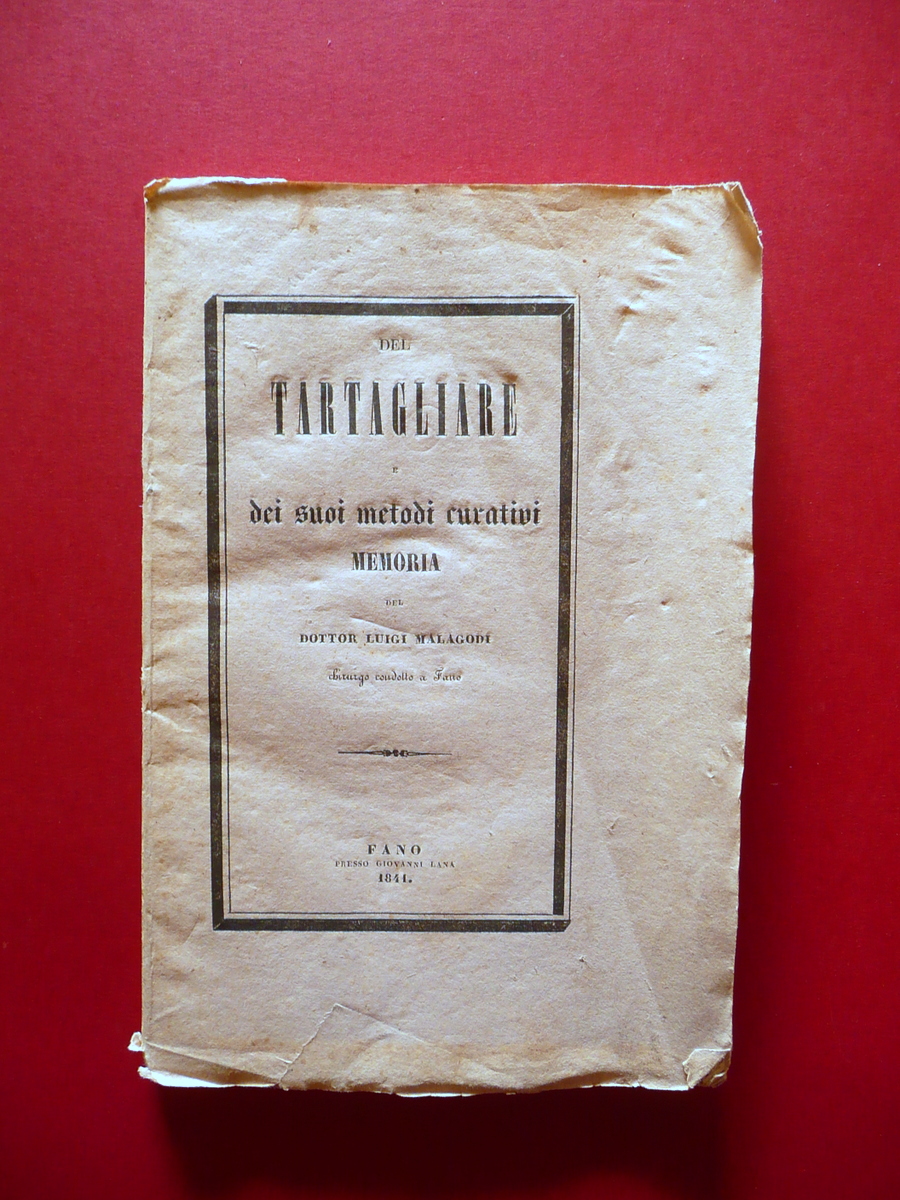 DEL
TARTAGLIARE
E
dei suoi metodi curativi
MEMORIA
DEL
DOTTOR LUIGI MALAGODI
chirurgo condotto a Fano
FANO
PRESSO GIOVANNI LANA
1841.